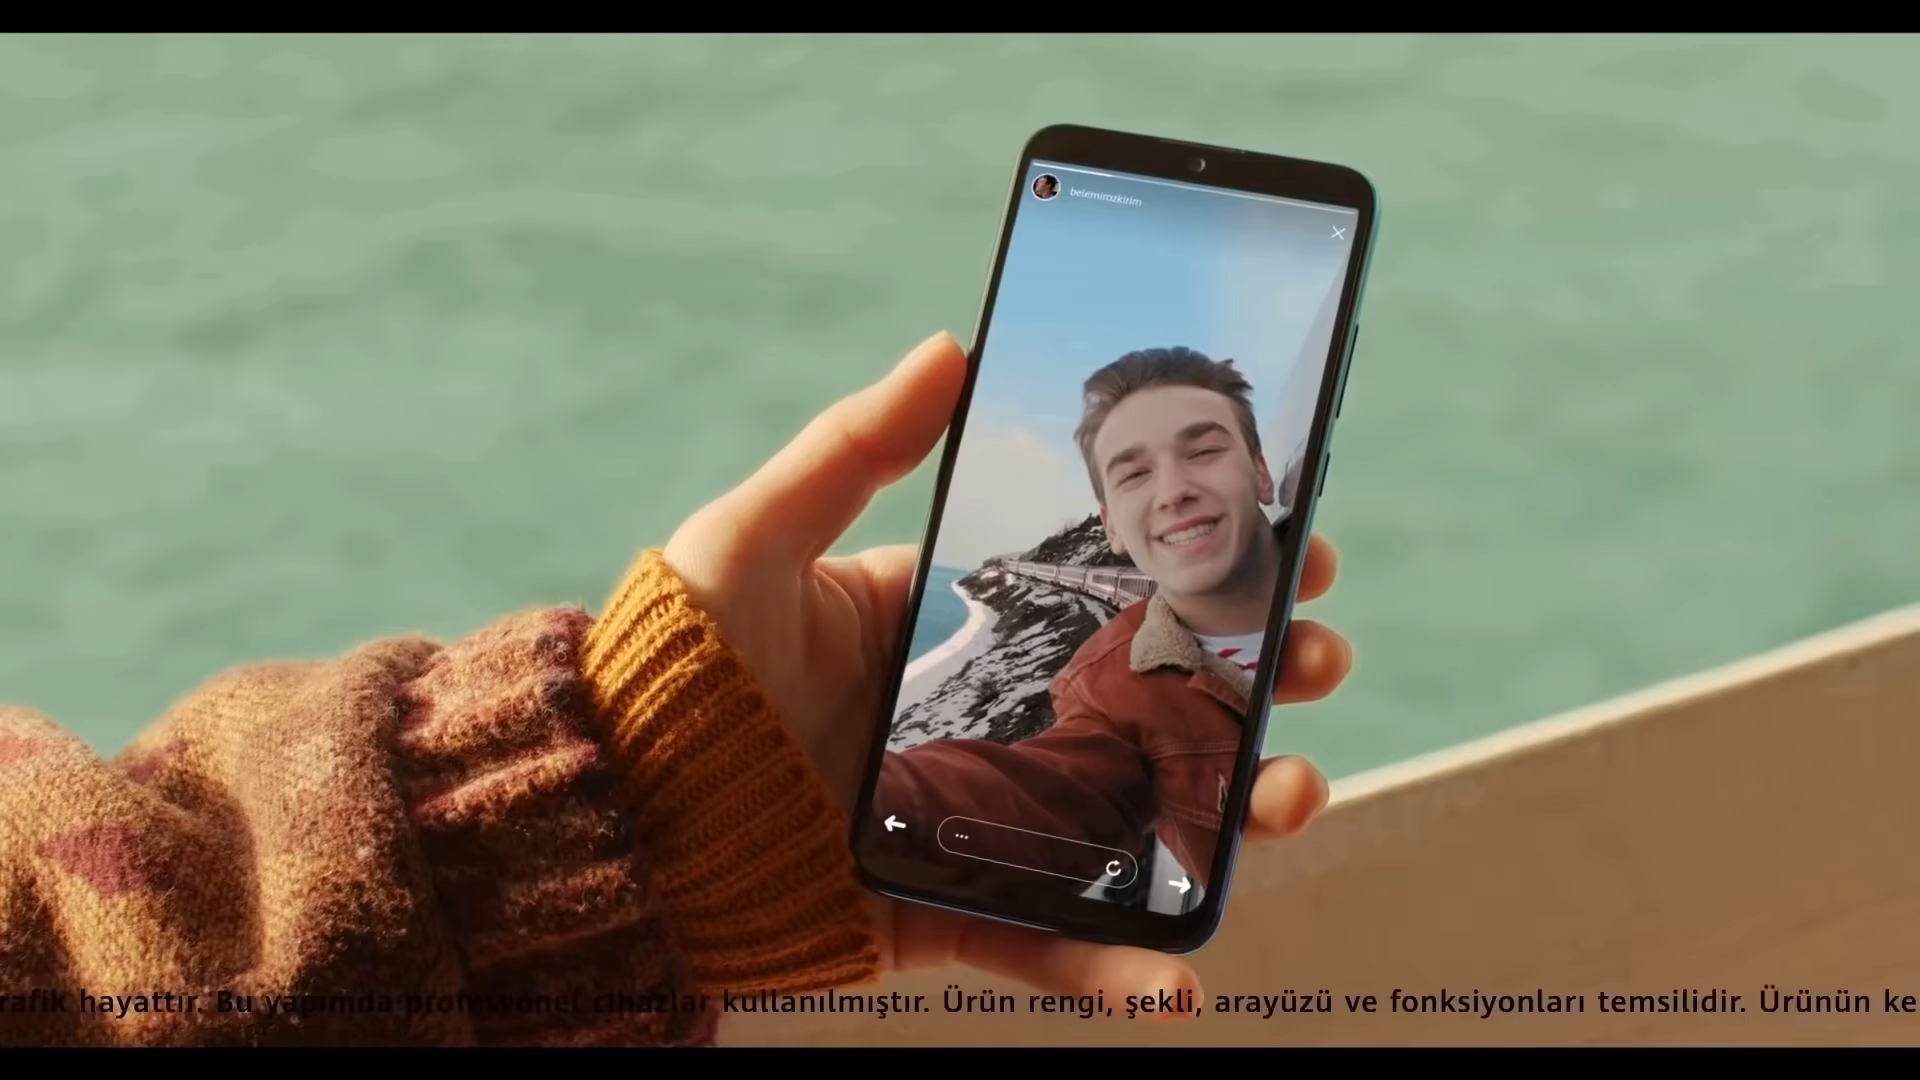 belemirozkirim
rafik hayattır. Bu yapımda profesyonel cihazlar kullanılmıştır. Ürün rengi, şekli, arayüzü ve fonksiyonları temsilidir. Ürünün ke